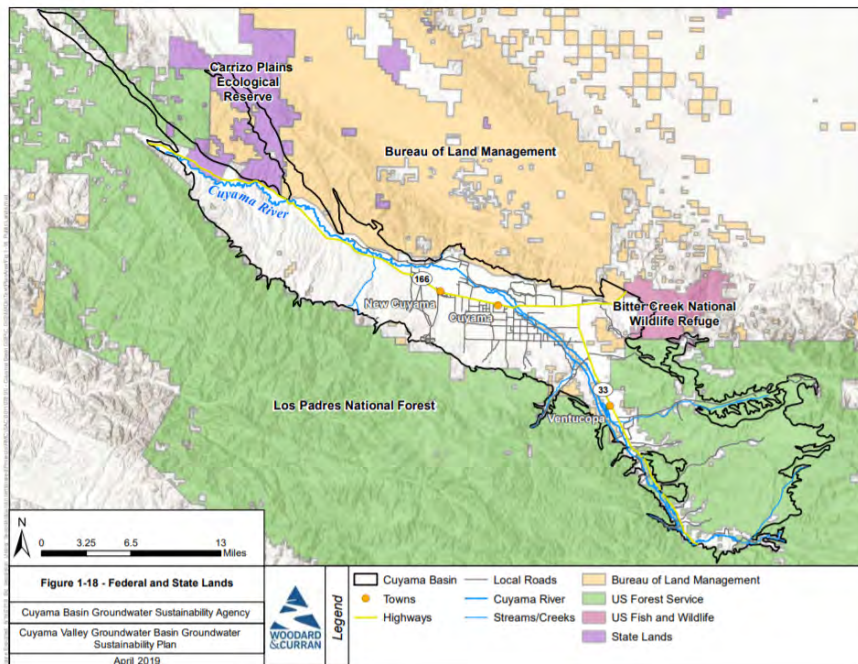 Carrizo Plains
Ecological
Reserve
Bureau of Land Management
Cuyama River
166
New Cuyama
Cuyama
Bitter Creek National
Wildlife Refuge
33
Los Padres National Forest
Ventucopa
N
0 3.25 6.5 13
Miles
Figure 1-18 - Federal and State Lands
Cuyama Basin Groundwater Sustainability Agency
Cuyama Valley Groundwater Basin Groundwater
Sustainability Plan
April 2019
WOODARD
&CURRAN
Legend
Cuyama Basin
Towns
Highways
Local Roads
Cuyama River
Streams/Creeks
Bureau of Land Management
US Forest Service
US Fish and Wildlife
State Lands